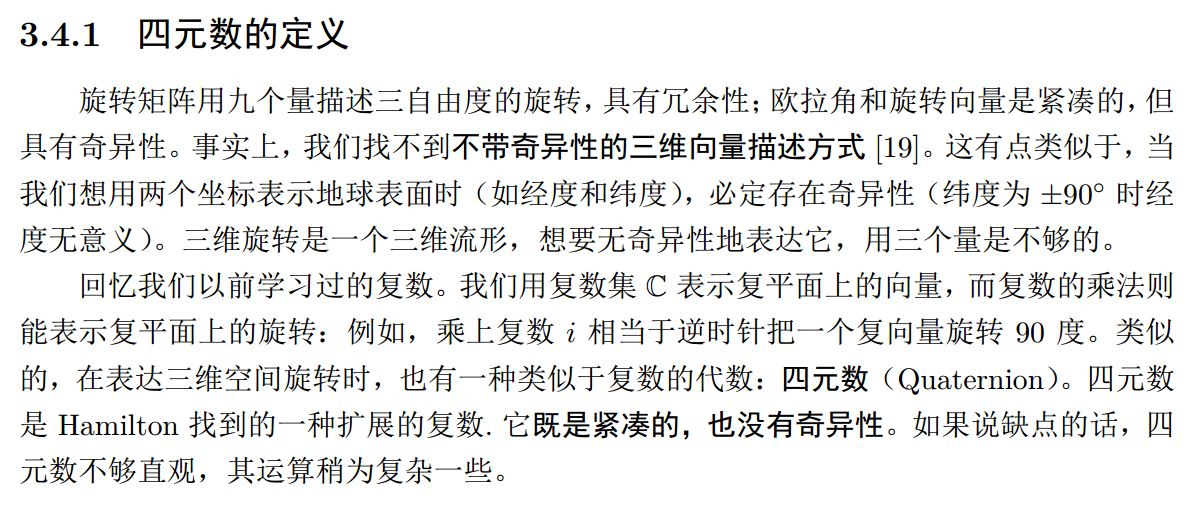 3.4.1 四元数的定义
旋转矩阵用九个量描述三自由度的旋转，具有冗余性；欧拉角和旋转向量是紧凑的，但
具有奇异性。事实上，我们找不到不带奇异性的三维向量描述方式 [19]。这有点类似于，当
我们想用两个坐标表示地球表面时（如经度和纬度），必定存在奇异性（纬度为 ±90° 时经
度无意义）。三维旋转是一个三维流形，想要无奇异性地表达它，用三个量是不够的。
回忆我们以前学习过的复数。我们用复数集 ℂ 表示复平面上的向量，而复数的乘法则
能表示复平面上的旋转：例如，乘上复数 i 相当于逆时针把一个复向量旋转 90 度。类似
的，在表达三维空间旋转时，也有一种类似于复数的代数：四元数（Quaternion）。四元数
是 Hamilton 找到的一种扩展的复数. 它既是紧凑的，也没有奇异性。如果说缺点的话，四
元数不够直观，其运算稍为复杂一些。